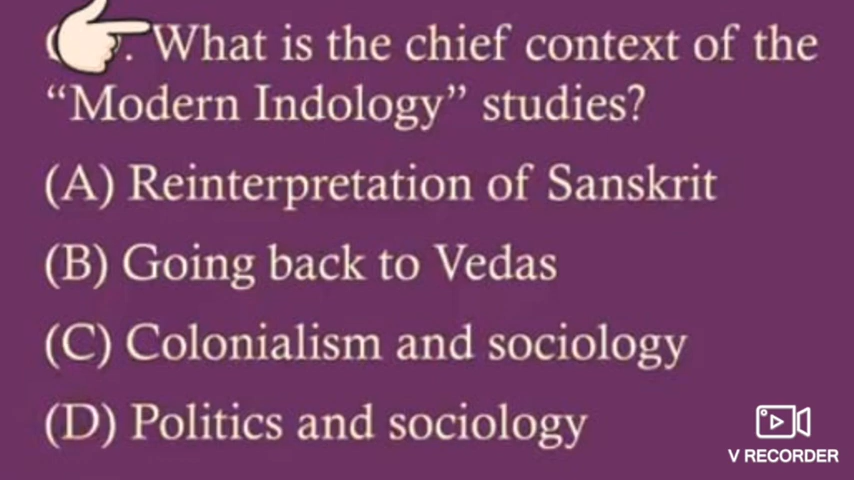 . What is the chief context of the
“Modern Indology” studies?
(A) Reinterpretation of Sanskrit
(B) Going back to Vedas
(C) Colonialism and sociology
(D) Politics and sociology
V RECORDER